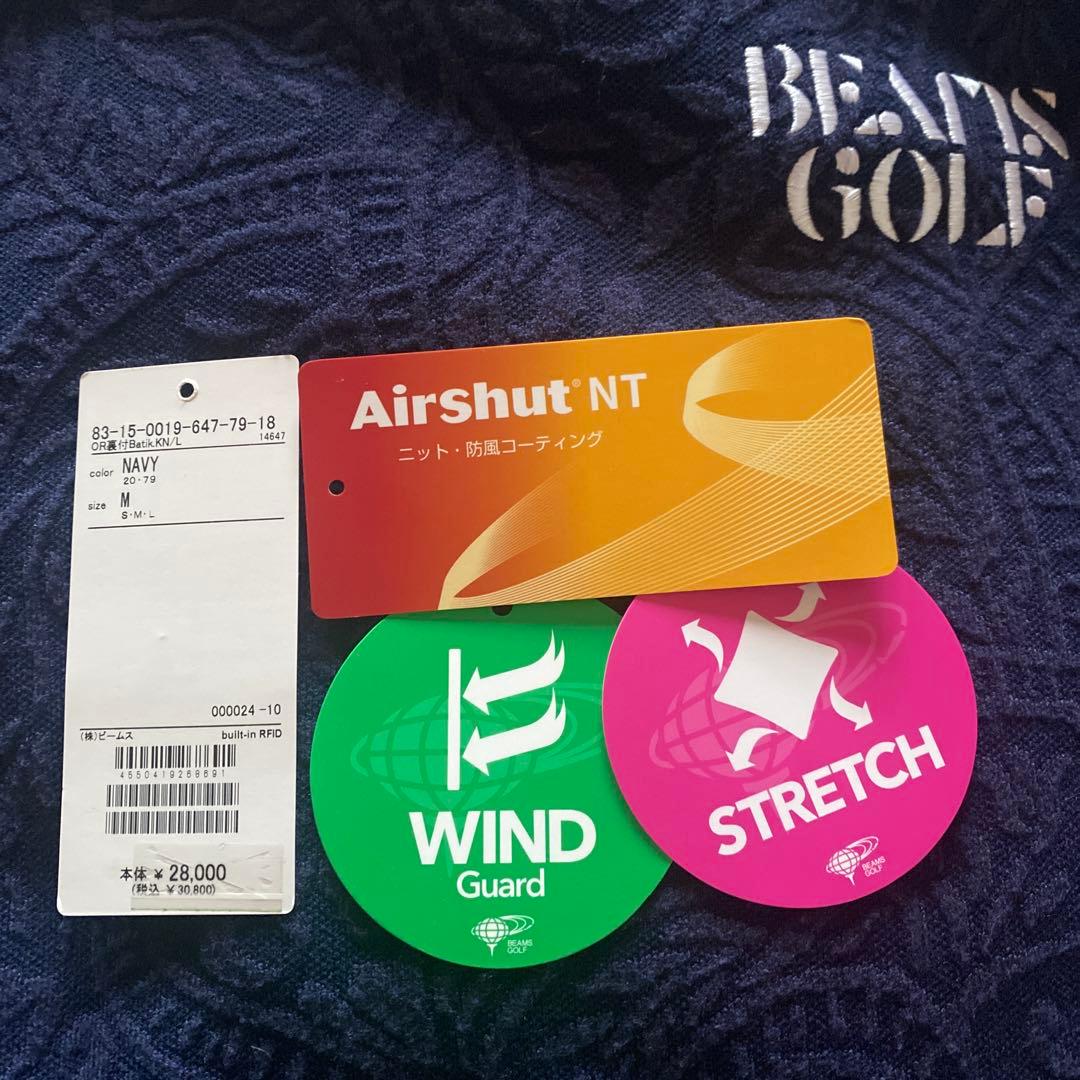 BEAMS
GOLF
83-15-0019-647-79-18
OR裏付Batik.KN/L 14647
color NAVY
20・79
size M
S・M・L
000024 -10
(株)ビームス built-in RFID
4550419268691
本体 ¥ 28,000
(税込 ¥ 30,800)
Airshut® NT
ニット・防風コーティング
WIND
Guard
BEAMS
GOLF
STRETCH
BEAMS
GOLF